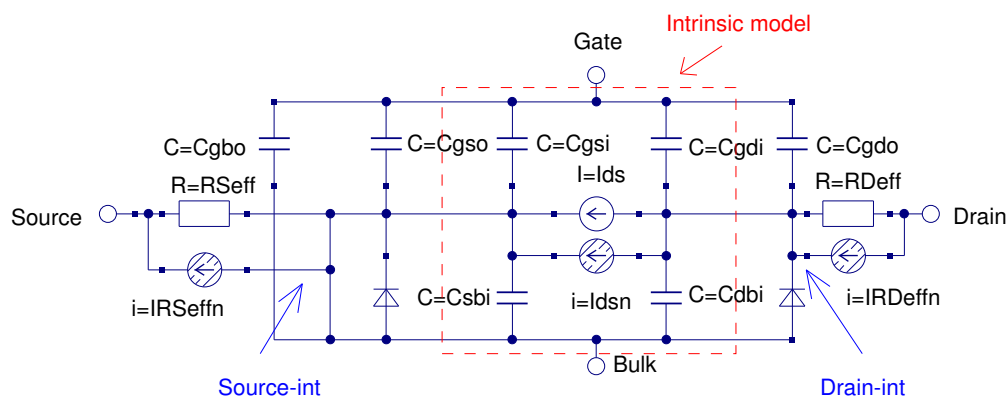 Intrinsic model
Gate
C=Cgbo
C=Cgso
C=Cgsi
C=Cgdi
C=Cgdo
I=Ids
R=RSeff
R=RDeff
Source
Drain
i=IRSeffn
C=Csbi
i=Idsn
C=Cdbi
i=IRDeffn
Bulk
Source-int
Drain-int